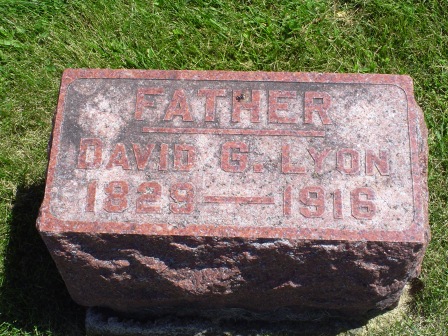 FATHER
DAVID G. LYON
1829 — 1916